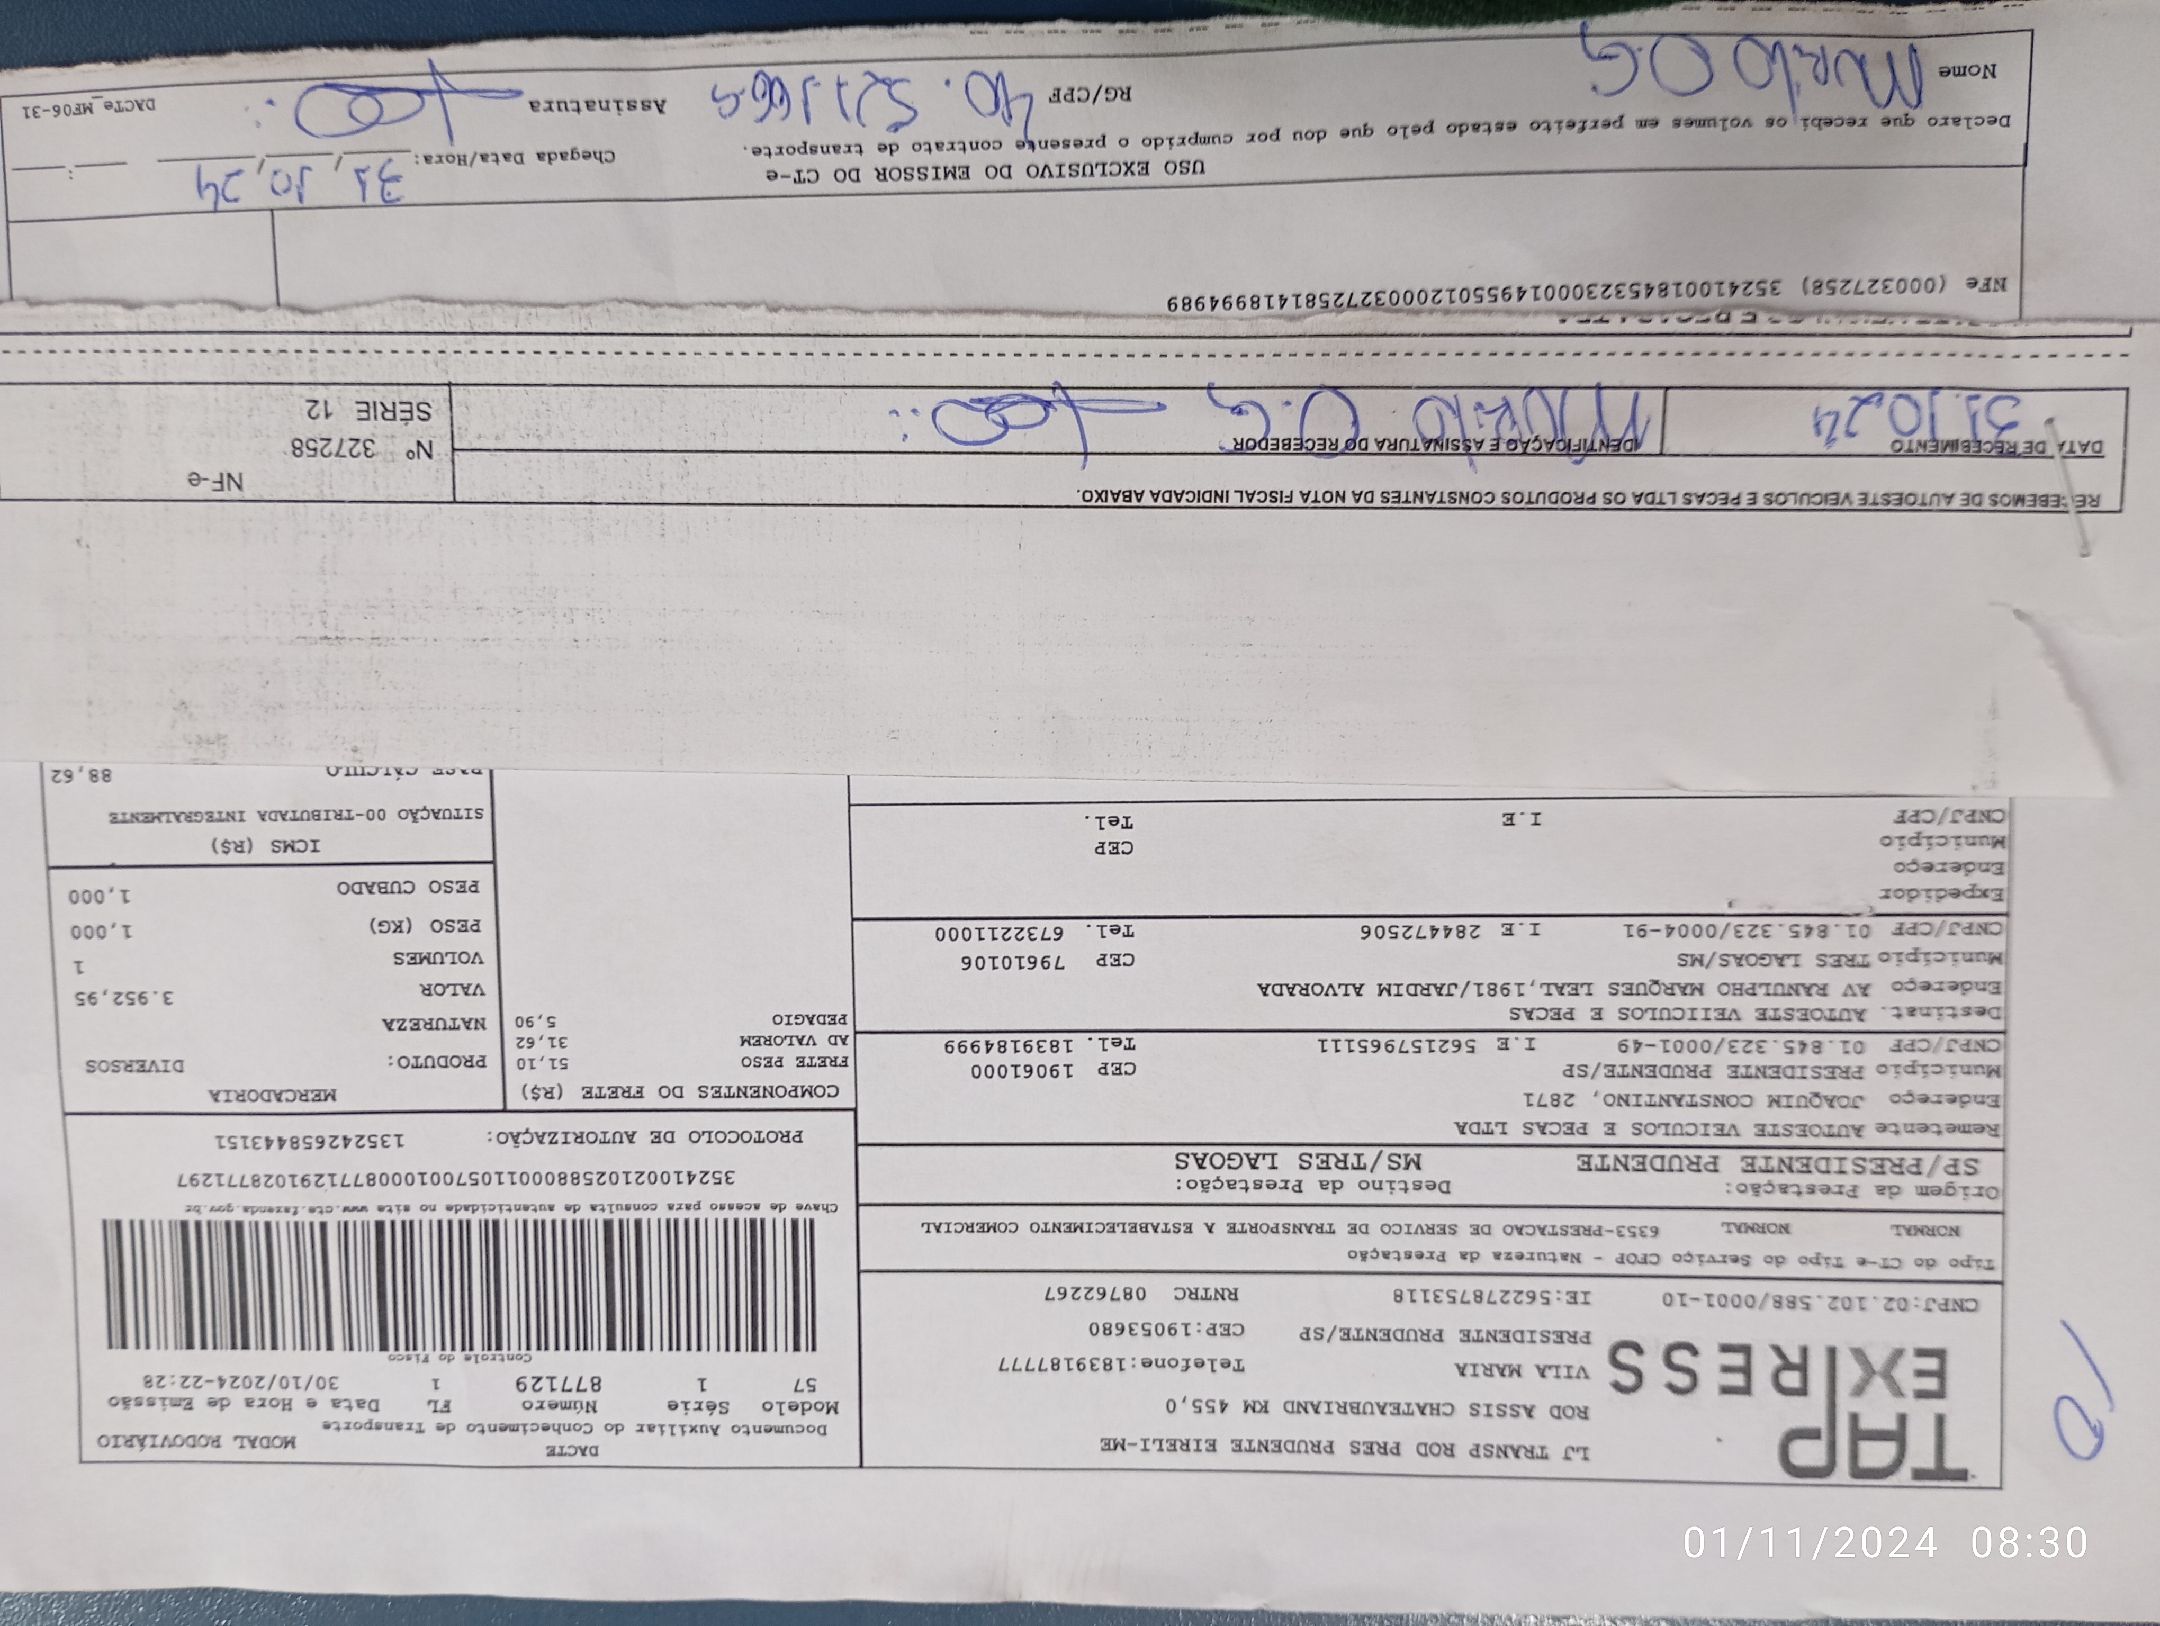 TAP
EXPRESS
LJ TRANSP ROD PRES PRUDENTE EIRELI-ME
ROD ASSIS CHATEAUBRIAND KM 455,0
VILA MARIA Telefone:1839187777
PRESIDENTE PRUDENTE/SP CEP:19053680
CNPJ:02.102.588/0001-10 IE:562278753118 RNTRC 08762267
DACTE MODAL RODOVIÁRIO
Documento Auxiliar do Conhecimento de Transporte
Modelo Série Número FL Data e Hora de Emissão
57 1 877129 1 30/10/2024-22:28
Controle do Fisco
Tipo do CT-e Tipo do Serviço CFOP - Natureza da Prestação
NORMAL NORMAL 6353-PRESTACAO DE SERVICO DE TRANSPORTE A ESTABELECIMENTO COMERCIAL
Chave de acesso para consulta de autenticidade no site www.cte.fazenda.gov.br
35241002102588000110570010008771291028771297
Origem da Prestação: Destino da Prestação:
SP/PRESIDENTE PRUDENTE MS/TRES LAGOAS
PROTOCOLO DE AUTORIZAÇÃO: 135242658443151
Remetente AUTOESTE VEICULOS E PECAS LTDA
Endereço JOAQUIM CONSTANTINO, 2871
Município PRESIDENTE PRUDENTE/SP CEP 19061000
CNPJ/CPF 01.845.323/0001-49 I.E 562157965111 Tel. 1839184999
Destinat. AUTOESTE VEIICULOS E PECAS
Endereço AV RANULPHO MARQUES LEAL,1981/JARDIM ALVORADA
Município TRES LAGOAS/MS CEP 79610106
CNPJ/CPF 01.845.323/0004-91 I.E 284472506 Tel. 6732211000
Expedidor
Endereço
Município CEP
CNPJ/CPF I.E Tel.
COMPONENTES DO FRETE (R$)
FRETE PESO 51,10
AD VALOREM 31,62
PEDAGIO 5,90
MERCADORIA
PRODUTO: DIVERSOS
NATUREZA
VALOR 3.952,95
VOLUMES 1
PESO (KG) 1,000
PESO CUBADO 1,000
ICMS (R$)
SITUAÇÃO 00-TRIBUTADA INTEGRALMENTE
BASE CÁLCULO 88,62
RECEBEMOS DE AUTOESTE VEICULOS E PECAS LTDA OS PRODUTOS CONSTANTES DA NOTA FISCAL INDICADA ABAIXO.
NF-e
Nº 327258
SÉRIE 12
DATA DE RECEBIMENTO IDENTIFICAÇÃO E ASSINATURA DO RECEBEDOR
31.10.24 MURILO O.G
NFe (000327258) 35241001845323000149550120003272581418994989
USO EXCLUSIVO DO EMISSOR DO CT-e
Chegada Data/Hora: 31/10/24
Declaro que recebi os volumes em perfeito estado pelo que dou por cumprido o presente contrato de transporte.
Nome MURILO O.G RG/CPF Assinatura
DACTe_MF06-31
01/11/2024 08:30